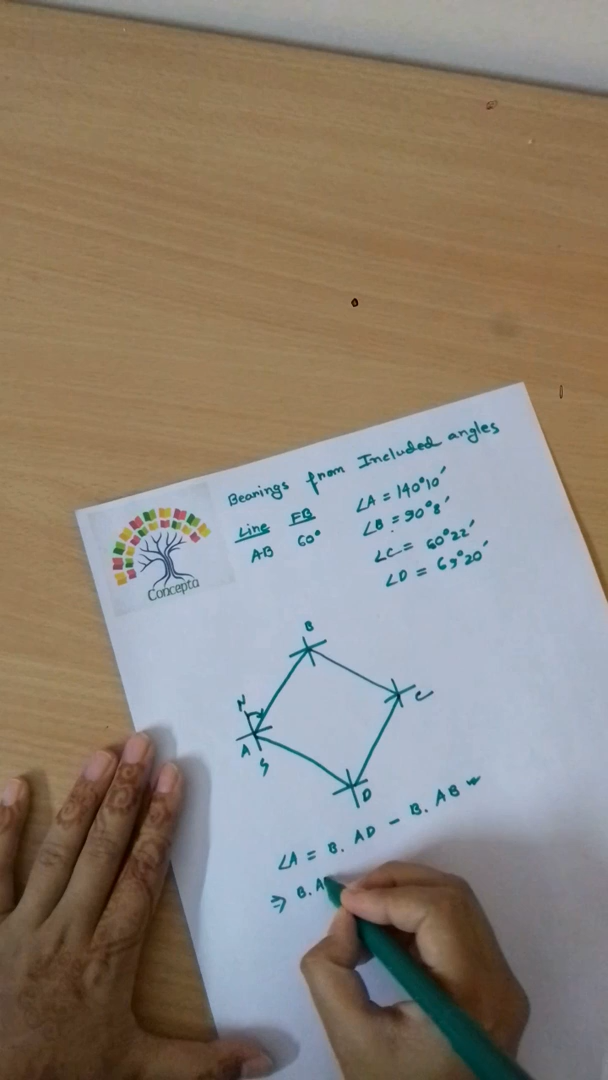 Bearings from Included angles
Line FB
AB 60°
∠A = 140°10′
∠B = 90°8′
∠C = 60°22′
∠D = 69°20′
Concepta
B
N
A
S
C
D
∠A = B. AD - B. AB
⇒ B. A